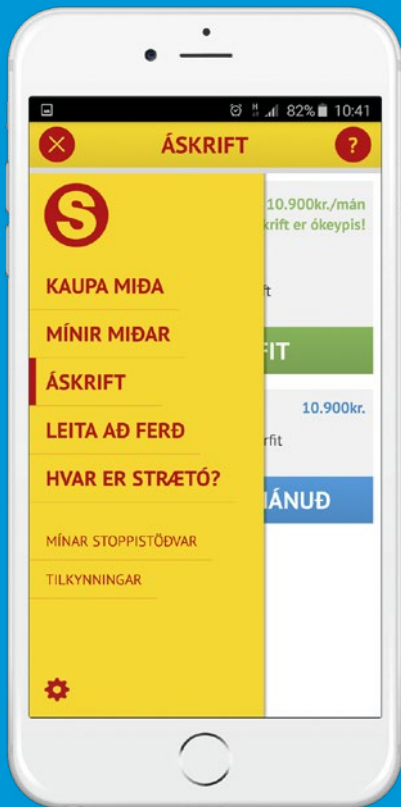 82% 10:41
ÁSKRIFT ?
S
10.900kr./mán
krift er ókeypis!
KAUPA MIÐA
ft
MÍNIR MIÐAR
FIT
ÁSKRIFT
10.900kr.
LEITA AÐ FERÐ
rfit
HVAR ER STRÆTÓ?
MÁNUÐ
MÍNAR STOPPISTÖÐVAR
TILKYNNINGAR